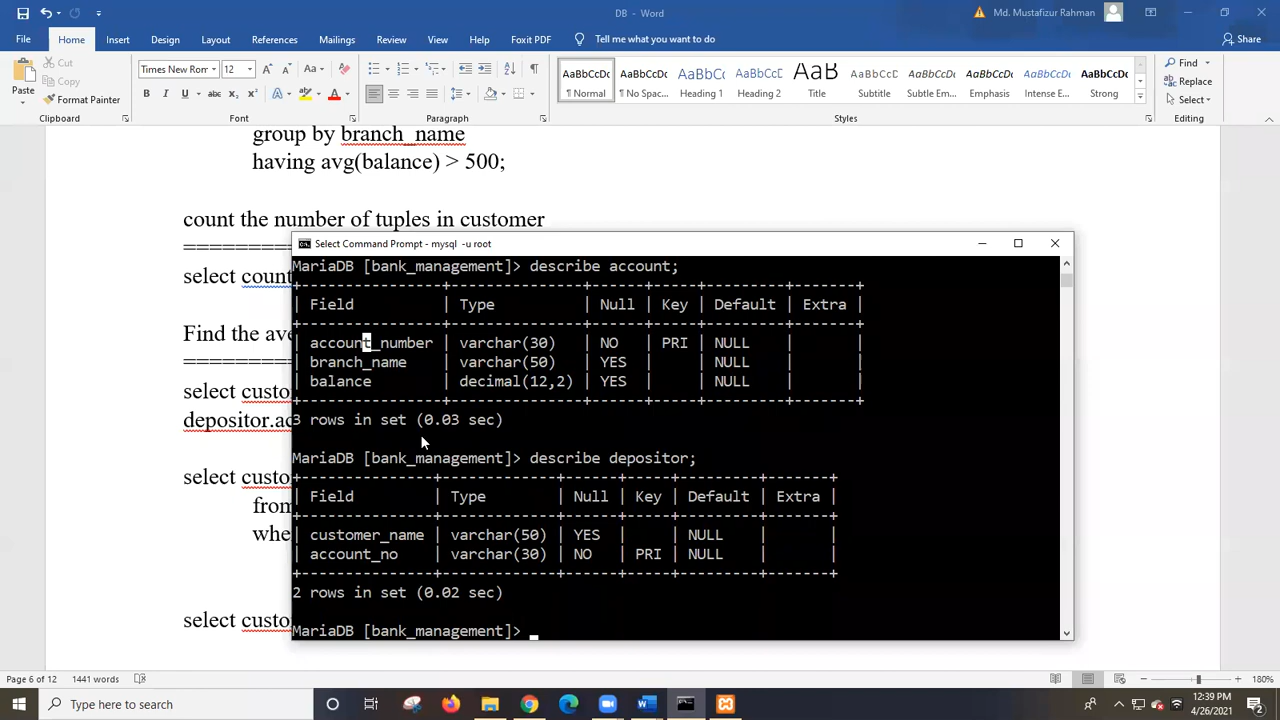 DB - Word
Md. Mustafizur Rahman
File Home Insert Design Layout References Mailings Review View Help Foxit PDF Tell me what you want to do Share
Cut
Copy
Format Painter
Paste
Clipboard
Times New Rom 12
Font
Paragraph
AaBbCcDc AaBbCcDc AaBbCc AaBbCcD AaB AaBbCcD AaBbCcDc AaBbCcDc AaBbCcDc AaBbCcDc
¶ Normal ¶ No Spac... Heading 1 Heading 2 Title Subtitle Subtle Em... Emphasis Intense E... Strong
Styles
Find
Replace
Select
Editing
group by branch_name
having avg(balance) > 500;
count the number of tuples in customer
select count
Find the ave
select custo
depositor.ac
select custo
from
whe
select custo
Select Command Prompt - mysql -u root
MariaDB [bank_management]> describe account;
+----------------+---------------+------+-----+---------+-------+
| Field | Type | Null | Key | Default | Extra |
+----------------+---------------+------+-----+---------+-------+
| account_number | varchar(30) | NO | PRI | NULL | |
| branch_name | varchar(50) | YES | | NULL | |
| balance | decimal(12,2) | YES | | NULL | |
+----------------+---------------+------+-----+---------+-------+
3 rows in set (0.03 sec)
MariaDB [bank_management]> describe depositor;
+---------------+-------------+------+-----+---------+-------+
| Field | Type | Null | Key | Default | Extra |
+---------------+-------------+------+-----+---------+-------+
| customer_name | varchar(50) | YES | | NULL | |
| account_no | varchar(30) | NO | PRI | NULL | |
+---------------+-------------+------+-----+---------+-------+
2 rows in set (0.02 sec)
MariaDB [bank_management]>
Page 6 of 12 1441 words 180%
Type here to search
12:39 PM
4/26/2021